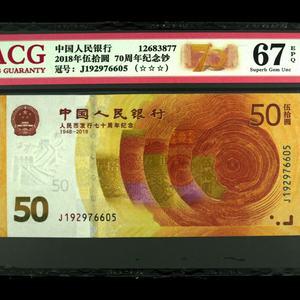 ACG
GUARANTY
中国人民银行 12683877
2018年伍拾圆 70周年纪念钞
冠号: J192976605 (☆☆☆)
70
67 EPQ
Superb Gem Unc
中国人民银行
人民币发行七十周年纪念
1948-2018
50 伍拾圆
J192976605
50
J192976605